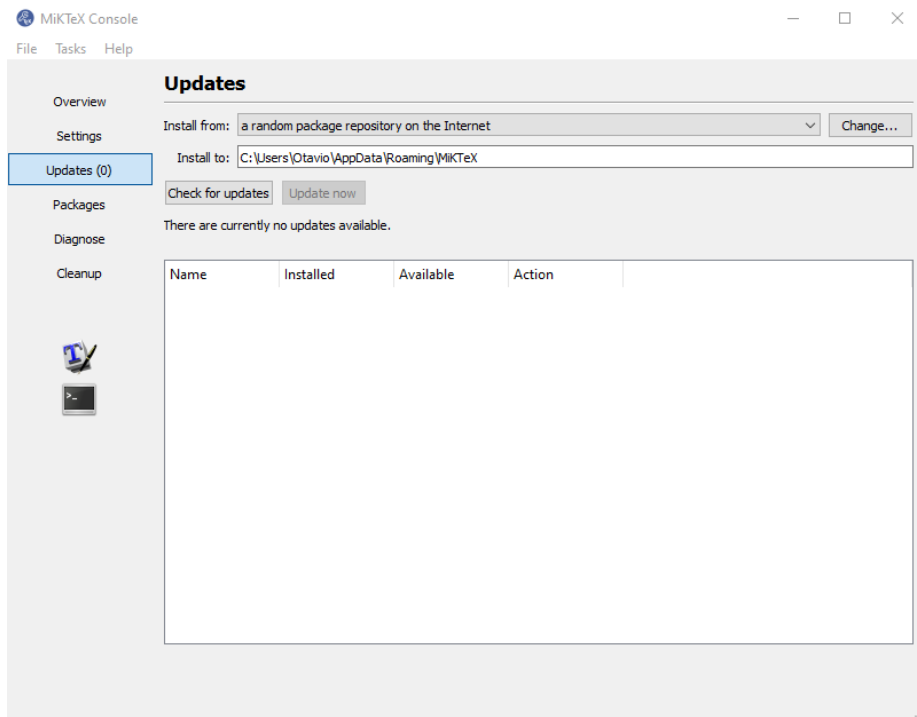 MiKTeX Console
File Tasks Help
Updates
Overview
Settings
Updates (0)
Packages
Diagnose
Cleanup
Install from: a random package repository on the Internet Change...
Install to: C:\Users\Otavio\AppData\Roaming\MiKTeX
Check for updates Update now
There are currently no updates available.
Name Installed Available Action